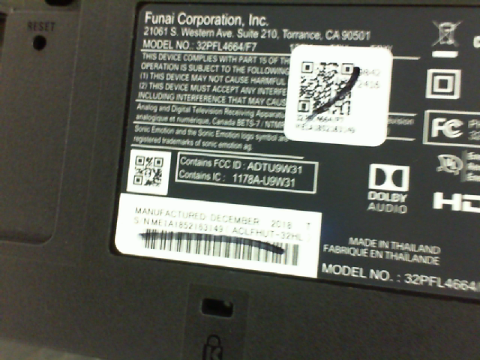 RESET
Funai Corporation, Inc.
21061 S. Western Ave. Suite 210, Torrance, CA 90501
MODEL NO.: 32PFL4664/F7
THIS DEVICE COMPLIES WITH PART 15 OF THE
OPERATION IS SUBJECT TO THE FOLLOWING
(1) THIS DEVICE MAY NOT CAUSE HARMFUL
(2) THIS DEVICE MUST ACCEPT ANY INTERFE
INCLUDING INTERFERENCE THAT MAY CAUSE
Analog and Digital Television Receiving Apparatus
analogique et numérique, Canada BETS-7 / NTMB
Sonic Emotion and the Sonic Emotion logo symbol are
registered trademarks of sonic emotion ag.
Contains FCC ID : ADTU9W31
Contains IC : 1178A-U9W31
DOLBY
AUDIO
MANUFACTURED DECEMBER 2018 T
MADE IN THAILAND
FABRIQUE EN THAÏLANDE
MODEL NO. : 32PFL4664/